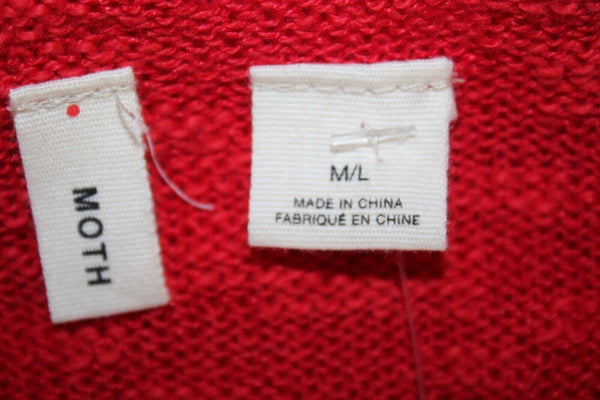 MOTH
M/L
MADE IN CHINA
FABRIQUÉ EN CHINE